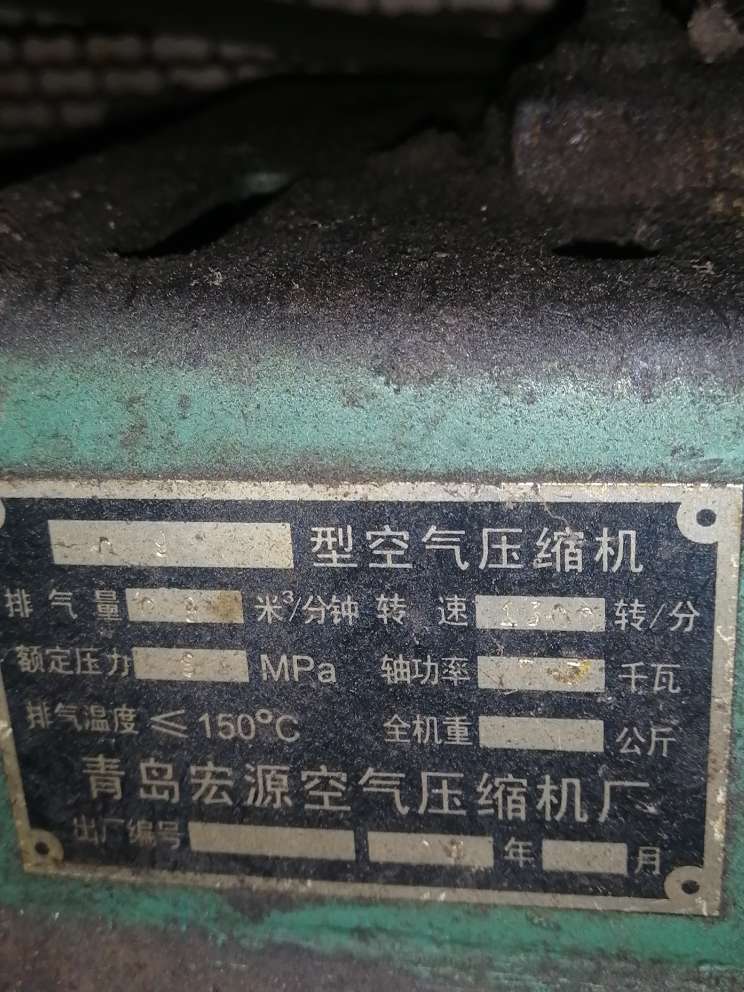 型空气压缩机
排气量 米³/分钟 转速 转/分
额定压力 MPa 轴功率 千瓦
排气温度 ≤ 150°C 全机重 公斤
青岛宏源空气压缩机厂
出厂编号 年 月